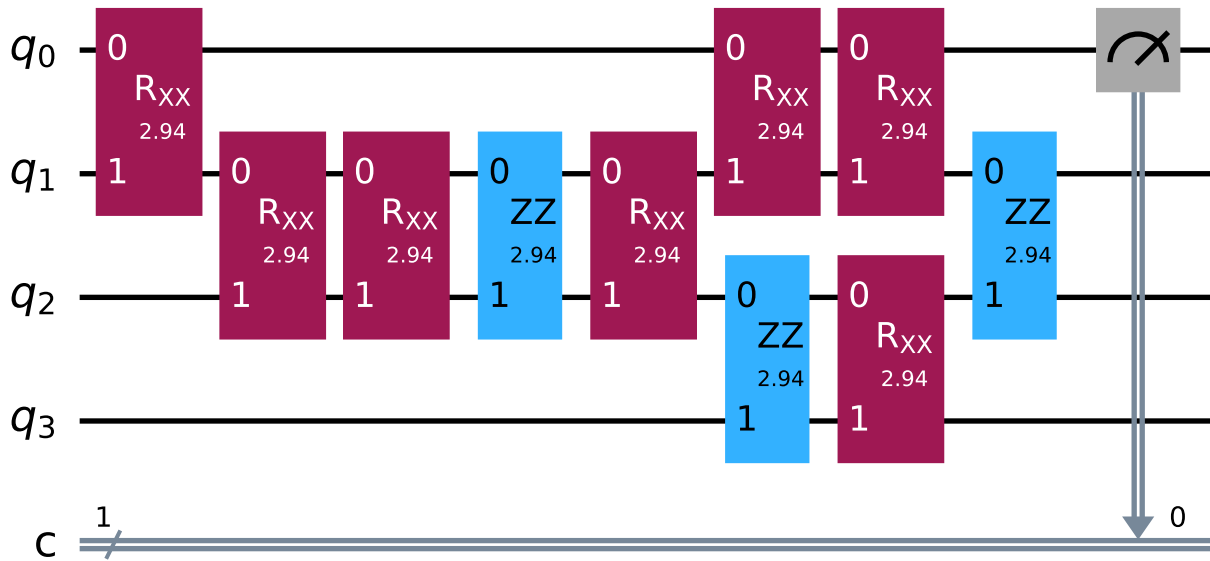 q0 0 0 0
RXX RXX RXX
2.94 2.94 2.94
q1 1 0 0 0 0 1 1 0
RXX RXX ZZ RXX ZZ
2.94 2.94 2.94 2.94 2.94
q2 1 1 1 1 0 0 1
ZZ RXX
2.94 2.94
q3 1 1
1 0
c